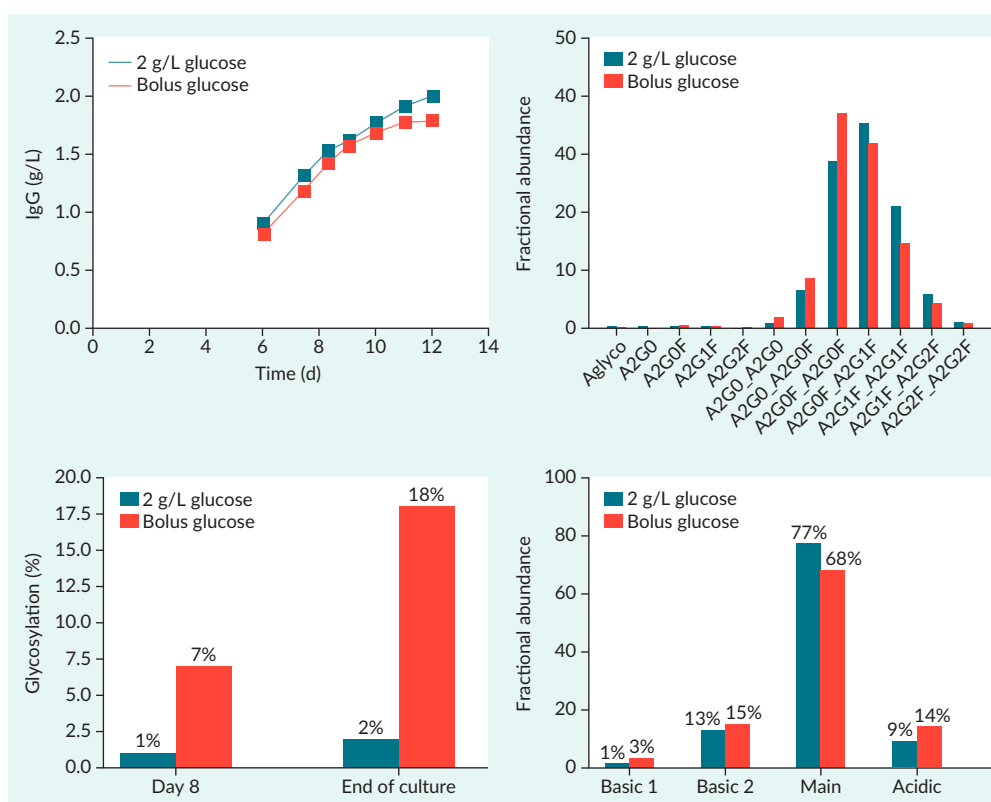 2.5
2.0
1.5
1.0
0.5
0.0
IgG (g/L)
2 g/L glucose
Bolus glucose
0 2 4 6 8 10 12 14
Time (d)
50
40
40
20
10
0
Fractional abundance
2 g/L glucose
Bolus glucose
Aglyco
A2G0
A2G0F
A2G1F
A2G2F
A2G0_A2G0
A2G0_A2G0F
A2G0F_A2G0F
A2G0F_A2G1F
A2G1F_A2G1F
A2G1F_A2G2F
A2G2F_A2G2F
20.0
17.5
15.0
12.5
10.0
7.5
5.0
2.5
0.0
Glycosylation (%)
2 g/L glucose
Bolus glucose
1%
7%
2%
18%
Day 8 End of culture
100
80
60
40
20
0
Fractional abundance
2 g/L glucose
Bolus glucose
1% 3%
13% 15%
77%
68%
9%
14%
Basic 1 Basic 2 Main Acidic